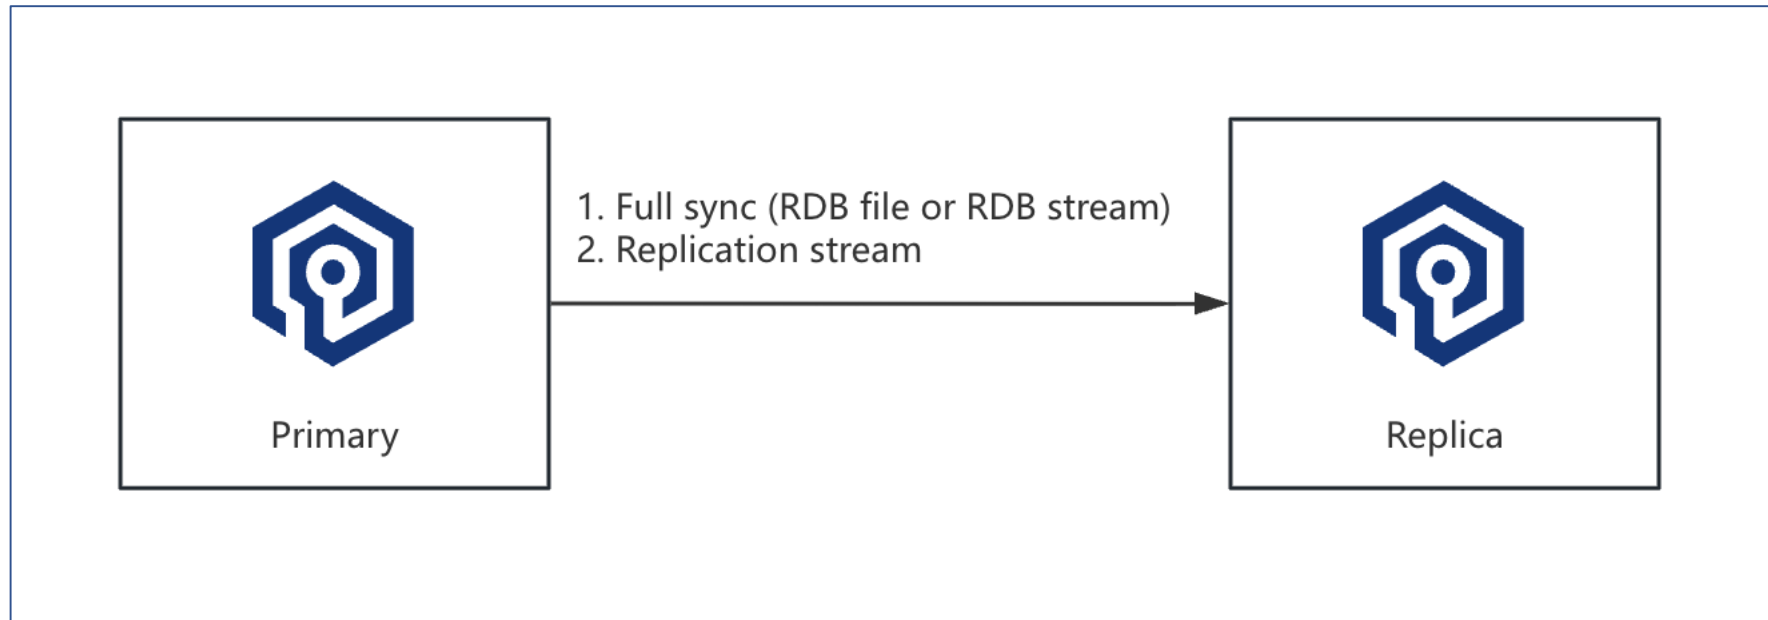 1. Full sync (RDB file or RDB stream)
2. Replication stream
Primary
Replica